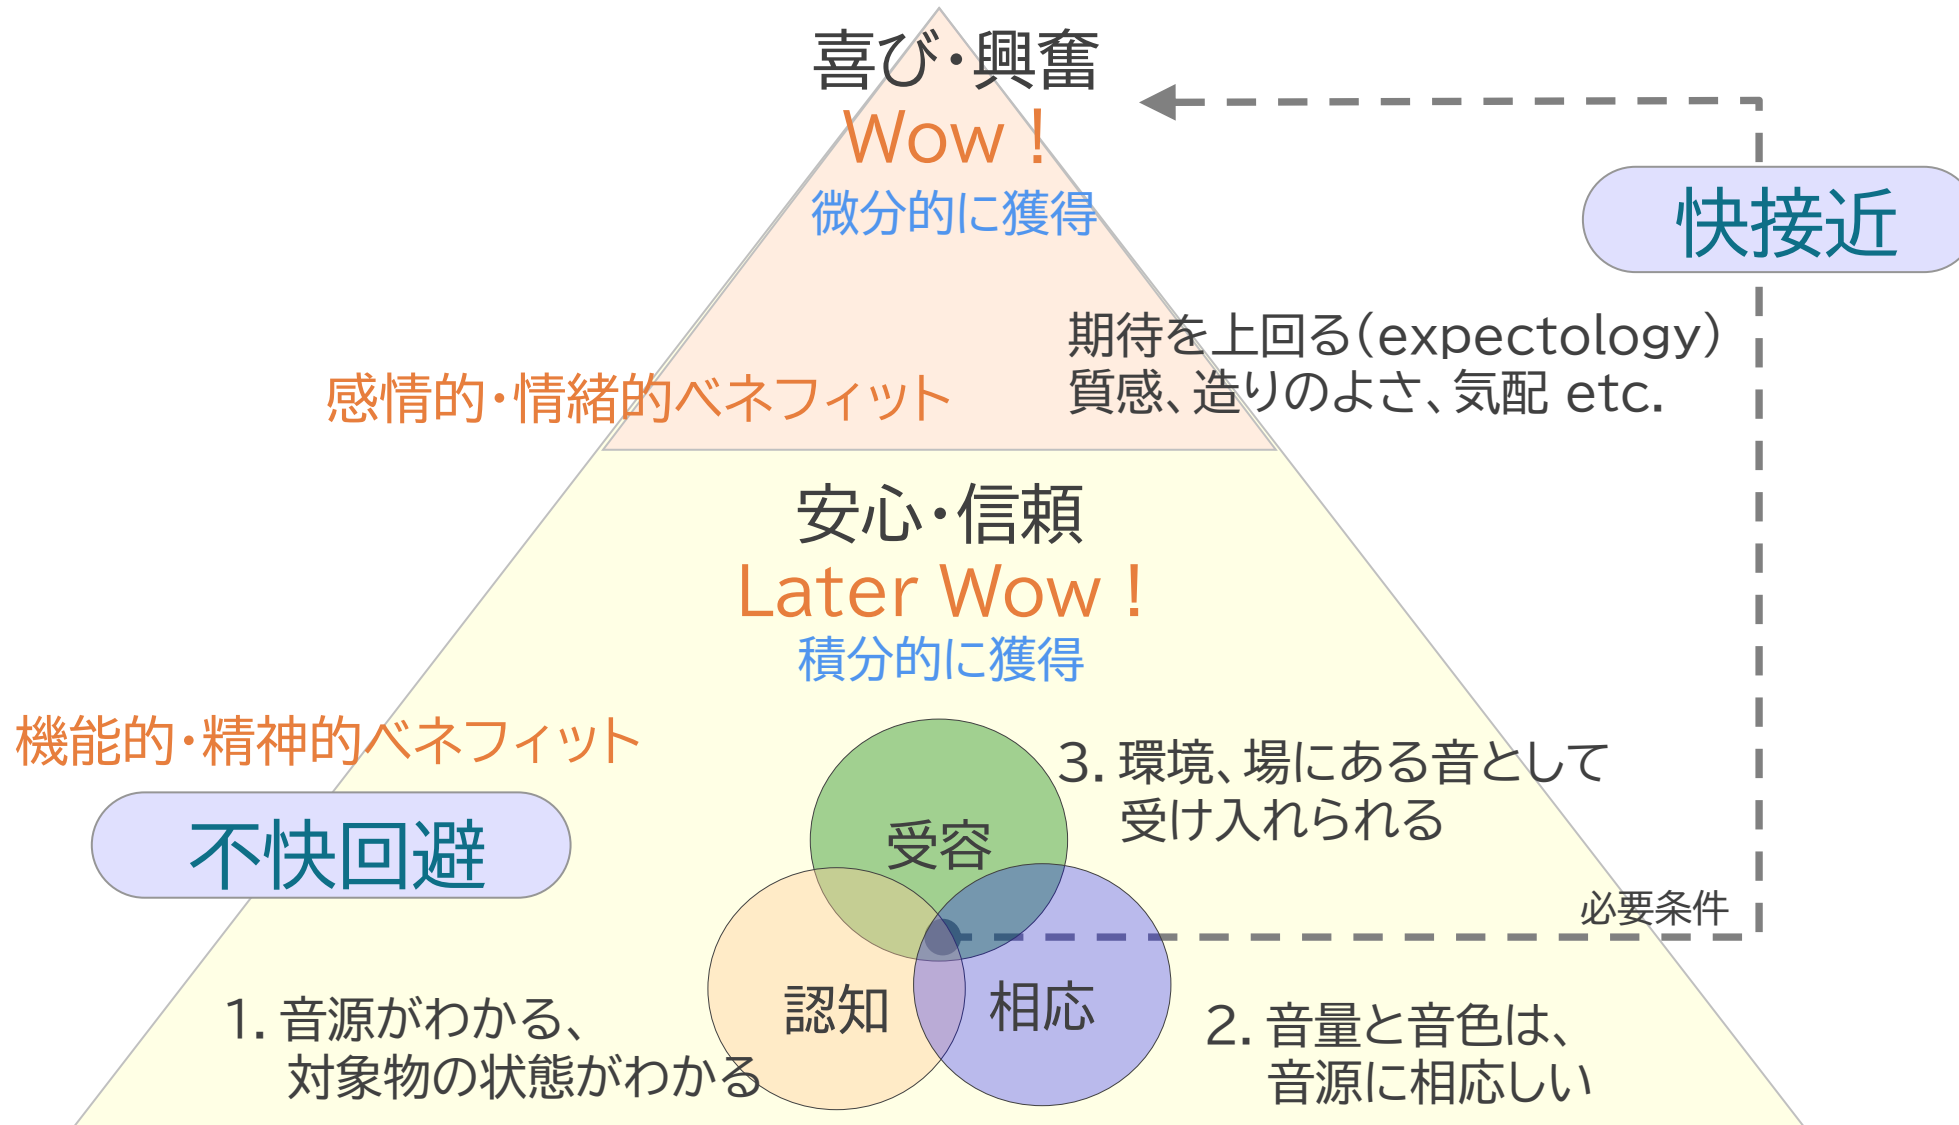 喜び・興奮
Wow！
微分的に獲得
快接近
期待を上回る（expectology）
質感、造りのよさ、気配 etc.
感情的・情緒的ベネフィット
安心・信頼
Later Wow！
積分的に獲得
機能的・精神的ベネフィット
不快回避
3. 環境、場にある音として
受け入れられる
受容
必要条件
認知
相応
1. 音源がわかる、
対象物の状態がわかる
2. 音量と音色は、
音源に相応しい